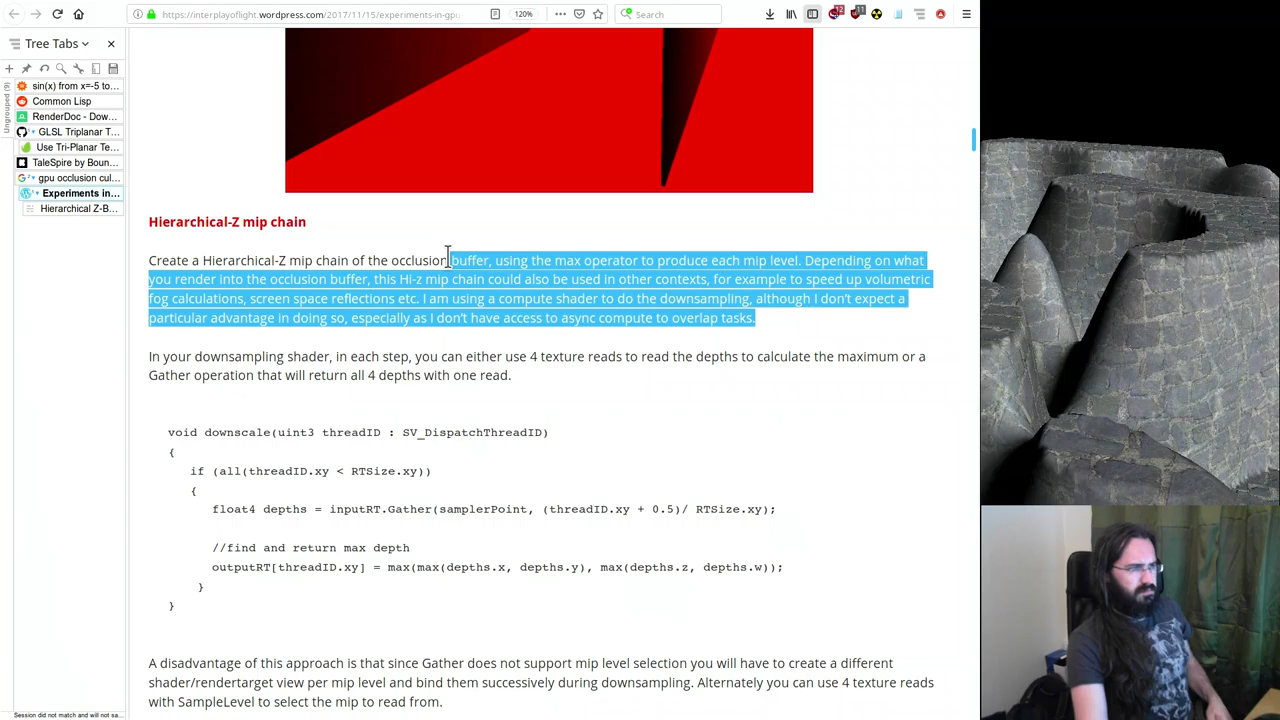 https://interplayoflight.wordpress.com/2017/11/15/experiments-in-gpu
120%
Search
12
11
Tree Tabs
Ungrouped (9)
sin(x) from x=-5 to...
Common Lisp
RenderDoc - Dow...
GLSL Triplanar T...
Use Tri-Planar Te...
TaleSpire by Boun...
gpu occlusion cul...
Experiments in...
Hierarchical Z-B...
Hierarchical-Z mip chain
Create a Hierarchical-Z mip chain of the occlusion buffer, using the max operator to produce each mip level. Depending on what
you render into the occlusion buffer, this Hi-z mip chain could also be used in other contexts, for example to speed up volumetric
fog calculations, screen space reflections etc. I am using a compute shader to do the downsampling, although I don't expect a
particular advantage in doing so, especially as I don't have access to async compute to overlap tasks.
In your downsampling shader, in each step, you can either use 4 texture reads to read the depths to calculate the maximum or a
Gather operation that will return all 4 depths with one read.
void downscale(uint3 threadID : SV_DispatchThreadID)
{
if (all(threadID.xy < RTSize.xy))
{
float4 depths = inputRT.Gather(samplerPoint, (threadID.xy + 0.5)/ RTSize.xy);
//find and return max depth
outputRT[threadID.xy] = max(max(depths.x, depths.y), max(depths.z, depths.w));
}
}
A disadvantage of this approach is that since Gather does not support mip level selection you will have to create a different
shader/rendertarget view per mip level and bind them successively during downsampling. Alternately you can use 4 texture reads
with SampleLevel to select the mip to read from.
Session did not match and will not sa...